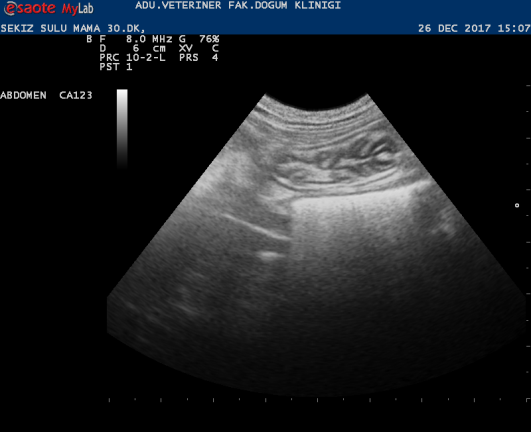 esaote MyLab
ADU.VETERINER FAK.DOGUM KLINIGI
SEKIZ SULU MAMA 30.DK, 26 DEC 2017 15:07
B F 8.0 MHz G 76%
D 6 cm XV C
PRC 10-2-L PRS 4
PST 1
ABDOMEN CA123